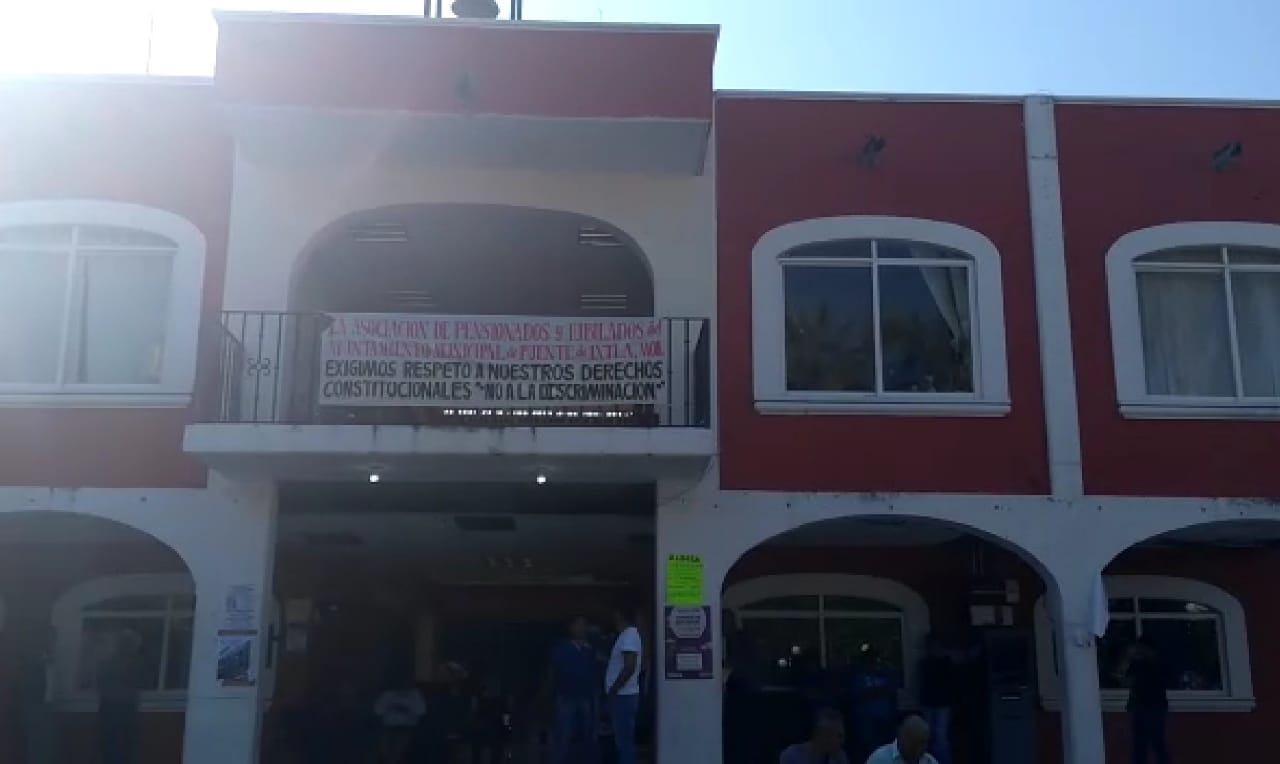 LA ASOCIACION DE PENSIONADOS y JUBILADOS del
AYUNTAMIENTO MUNICIPAL de PUENTE de IXTLA, MOR.
EXIGIMOS RESPETO A NUESTROS DERECHOS
CONSTITUCIONALES "NO A LA DISCRIMINACION"